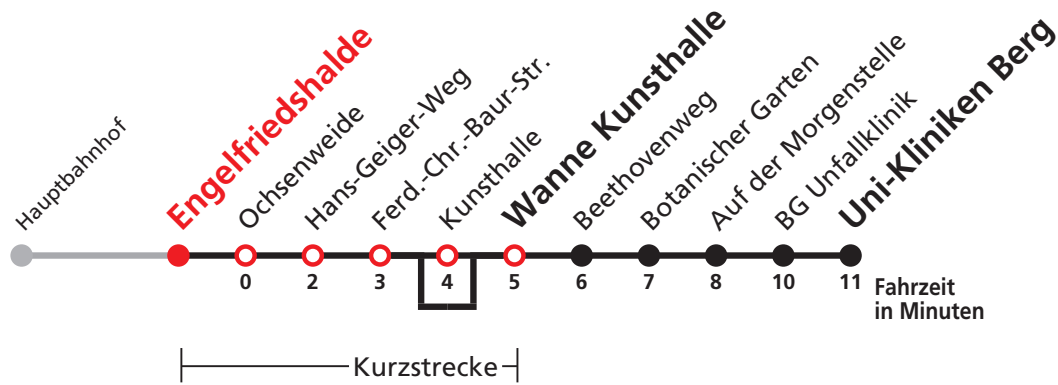 Hauptbahnhof
Engelfriedshalde
Ochsenweide
Hans-Geiger-Weg
Ferd.-Chr.-Baur-Str.
Kunsthalle
Wanne Kunsthalle
Beethovenweg
Botanischer Garten
Auf der Morgenstelle
BG Unfallklinik
Uni-Kliniken Berg
0 2 3 4 5 6 7 8 10 11
Fahrzeit
in Minuten
Kurzstrecke